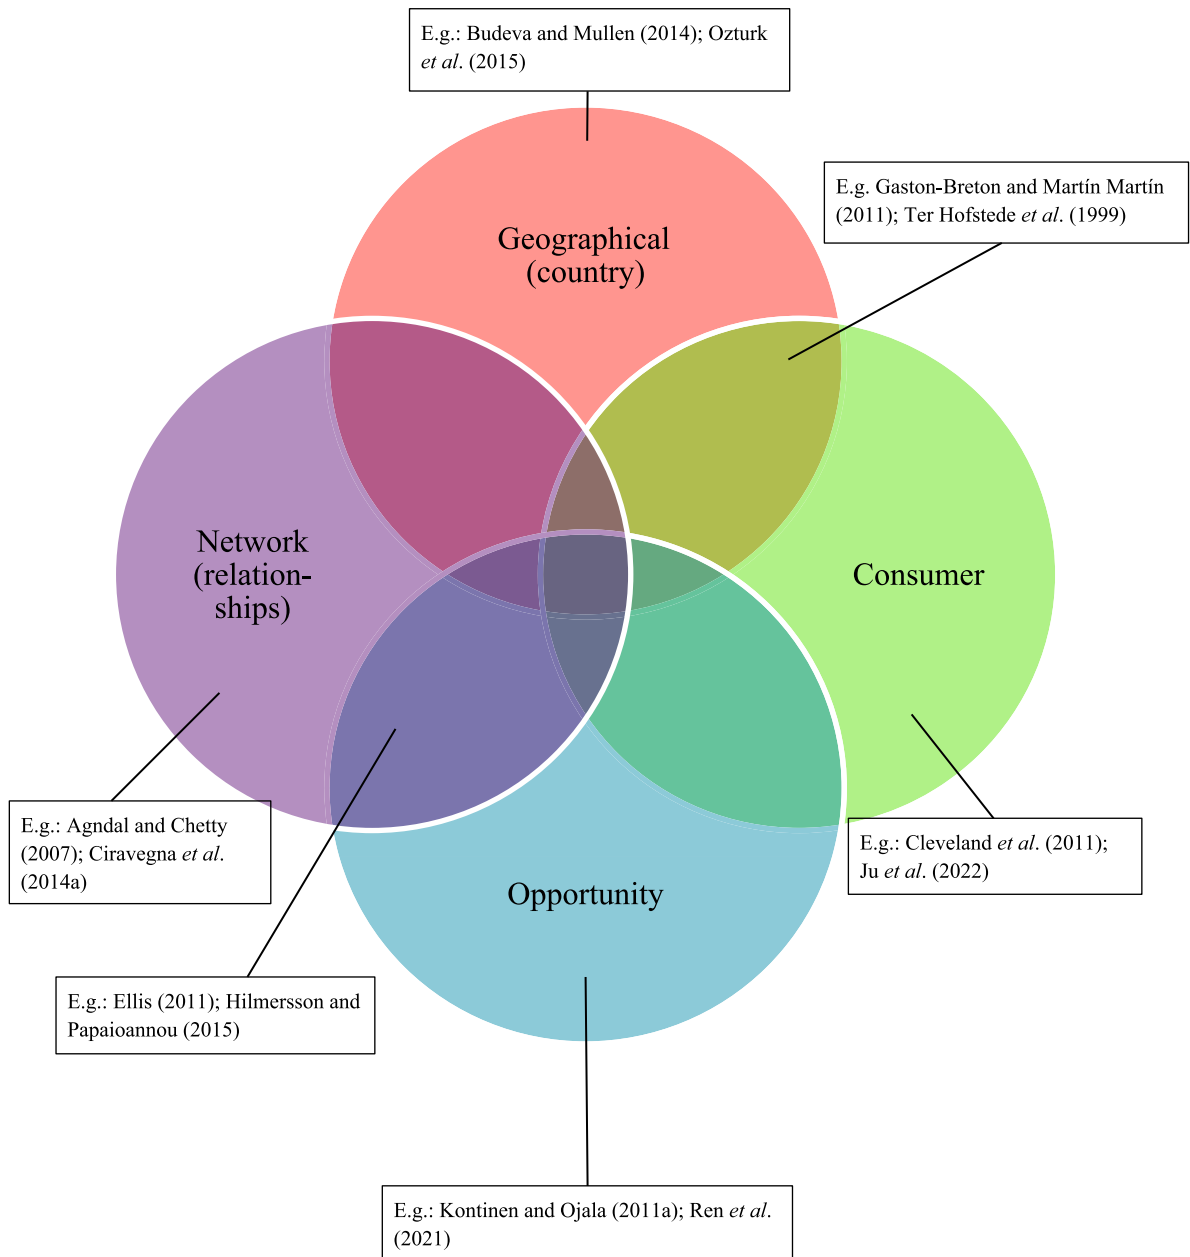 E.g.: Budeva and Mullen (2014); Ozturk
et al. (2015)
E.g. Gaston-Breton and Martín Martín
(2011); Ter Hofstede et al. (1999)
Geographical
(country)
Network
(relation-
ships)
Consumer
E.g.: Agndal and Chetty
(2007); Ciravegna et al.
(2014a)
E.g.: Cleveland et al. (2011);
Ju et al. (2022)
Opportunity
E.g.: Ellis (2011); Hilmersson and
Papaioannou (2015)
E.g.: Kontinen and Ojala (2011a); Ren et al.
(2021)